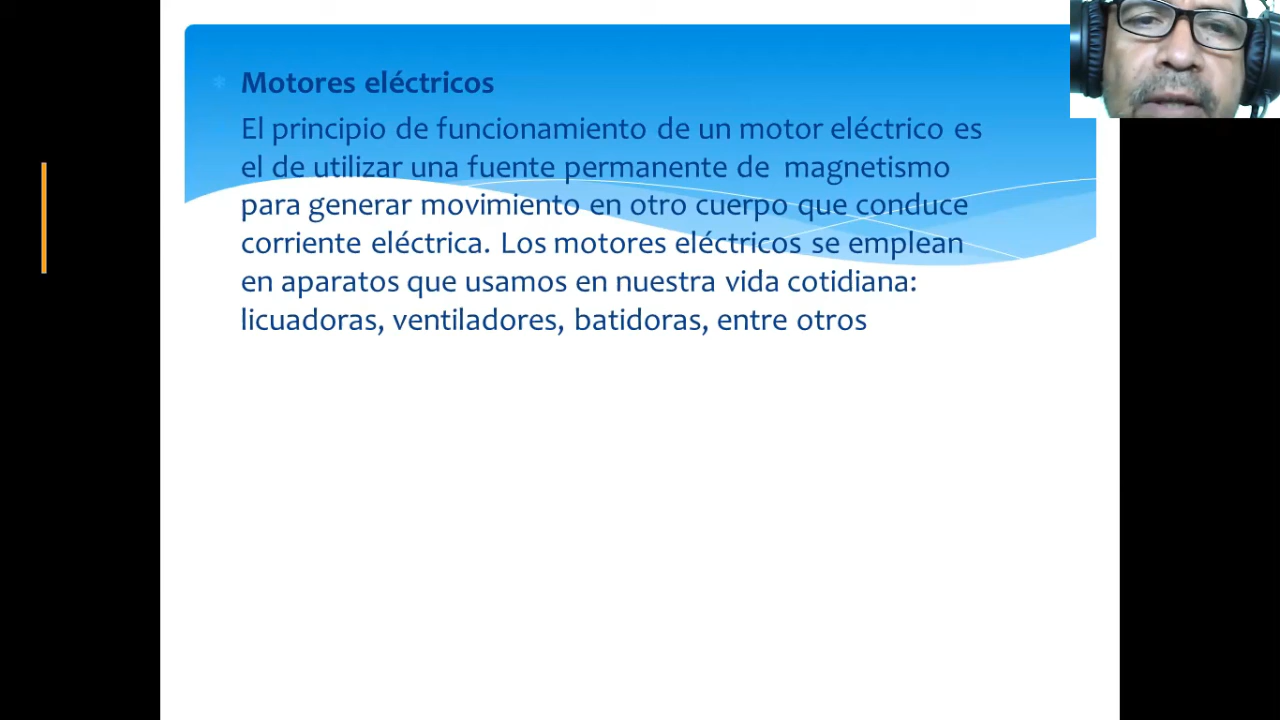 Motores eléctricos
El principio de funcionamiento de un motor eléctrico es
el de utilizar una fuente permanente de magnetismo
para generar movimiento en otro cuerpo que conduce
corriente eléctrica. Los motores eléctricos se emplean
en aparatos que usamos en nuestra vida cotidiana:
licuadoras, ventiladores, batidoras, entre otros